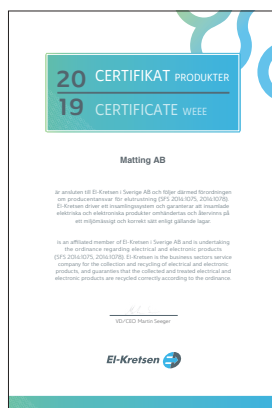 20 CERTIFIKAT PRODUKTER
19 CERTIFICATE WEEE
Matting AB
är ansluten till El-Kretsen i Sverige AB och följer därmed förordningen
om producentansvar för elutrustning (SFS 2014:1075, 2014:1078).
El-Kretsen driver ett insamlingssystem och garanterar att insamlade
elektriska och elektroniska produkter omhändertas och återvinns på
ett miljömässigt och korrekt sätt enligt gällande lagar.
Is an affiliated member of El-Kretsen i Sverige AB and is undertaking
the ordinance regarding electrical and electronic products
(SFS 2014:1075, 2014:1078). El-Kretsen is the business sectors service
company for the collection and recycling of electrical and electronic
products, and guaranties that the collected and treated electrical and
electronic products are recycled correctly according to the ordinance.
VD/CEO Martin Seeger
El-Kretsen